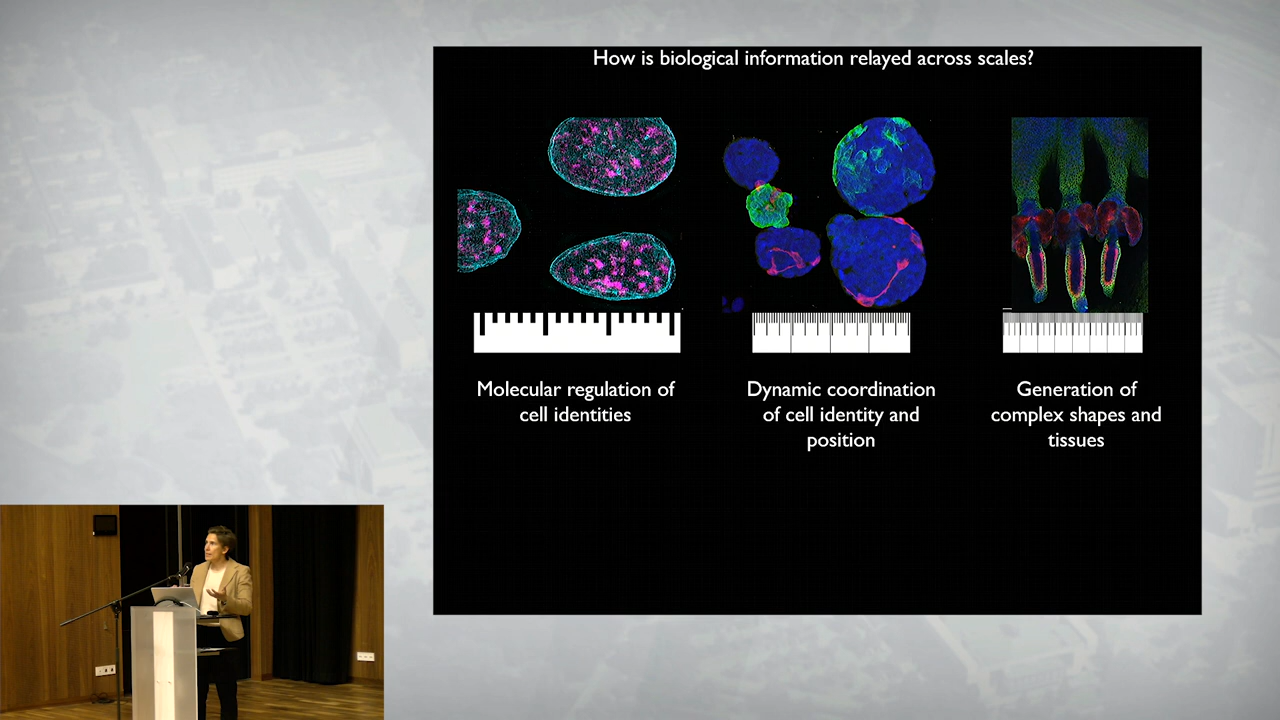 How is biological information relayed across scales?
Molecular regulation of
cell identities
Dynamic coordination
of cell identity and
position
Generation of
complex shapes and
tissues